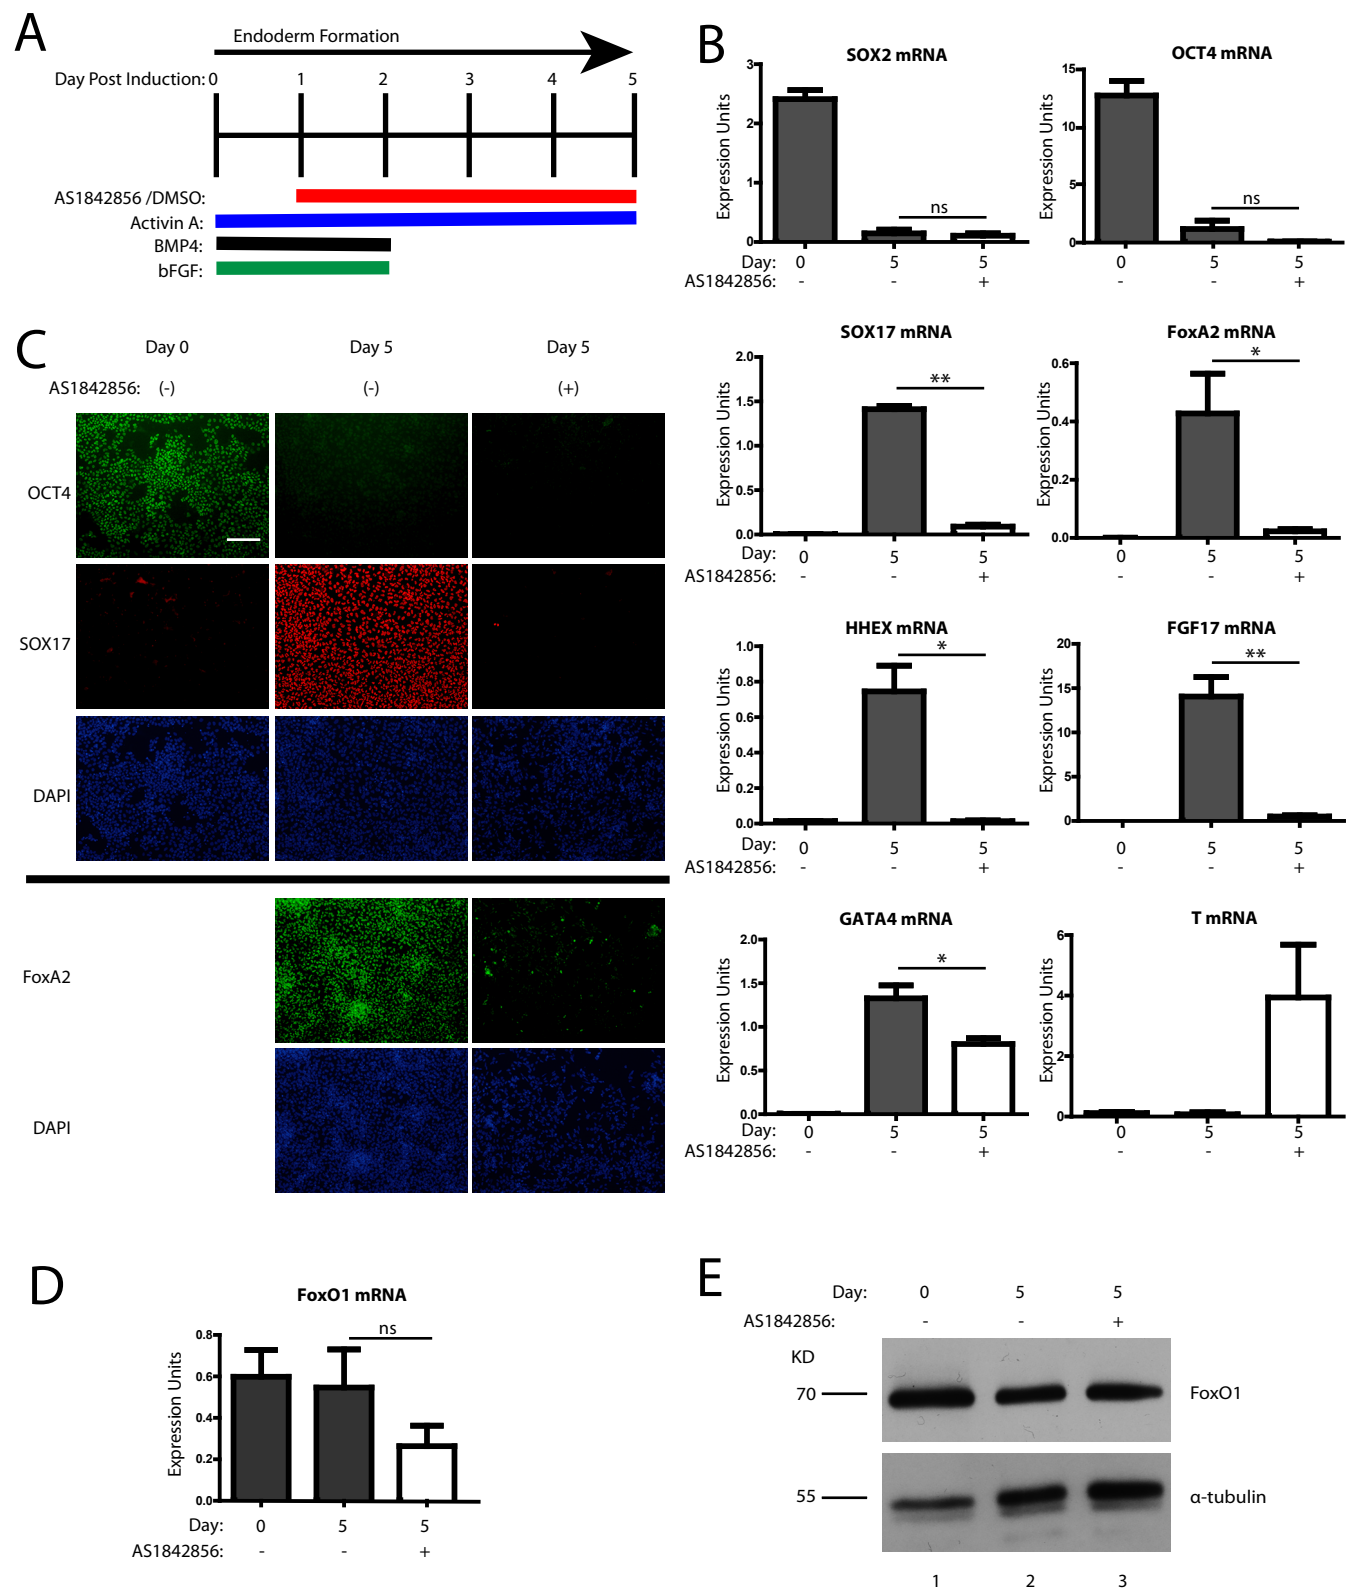 A
Endoderm Formation
Day Post Induction: 0 1 2 3 4 5
AS1842856 /DMSO:
Activin A:
BMP4:
bFGF:
B
SOX2 mRNA
Expression Units
3
2
1
0
ns
Day: 0 5 5
AS1842856: - - +
OCT4 mRNA
Expression Units
15
10
5
0
ns
0 5 5
- - +
SOX17 mRNA
Expression Units
2.0
1.5
1.0
0.5
0.0
**
Day: 0 5 5
AS1842856: - - +
FoxA2 mRNA
Expression Units
0.6
0.4
0.2
0.0
*
0 5 5
- - +
HHEX mRNA
Expression Units
1.0
0.8
0.6
0.4
0.2
0.0
*
Day: 0 5 5
AS1842856: - - +
FGF17 mRNA
Expression Units
20
15
10
5
0
**
0 5 5
- - +
GATA4 mRNA
Expression Units
2.0
1.5
1.0
0.5
0.0
*
Day: 0 5 5
AS1842856: - - +
T mRNA
Expression Units
6
4
2
0
0 5 5
- - +
C
Day 0 Day 5 Day 5
AS1842856: (-) (-) (+)
OCT4
SOX17
DAPI
FoxA2
DAPI
D
FoxO1 mRNA
Expression Units
0.8
0.6
0.4
0.2
0.0
ns
Day: 0 5 5
AS1842856: - - +
E
Day: 0 5 5
AS1842856: - - +
KD
70 FoxO1
55 α-tubulin
1 2 3